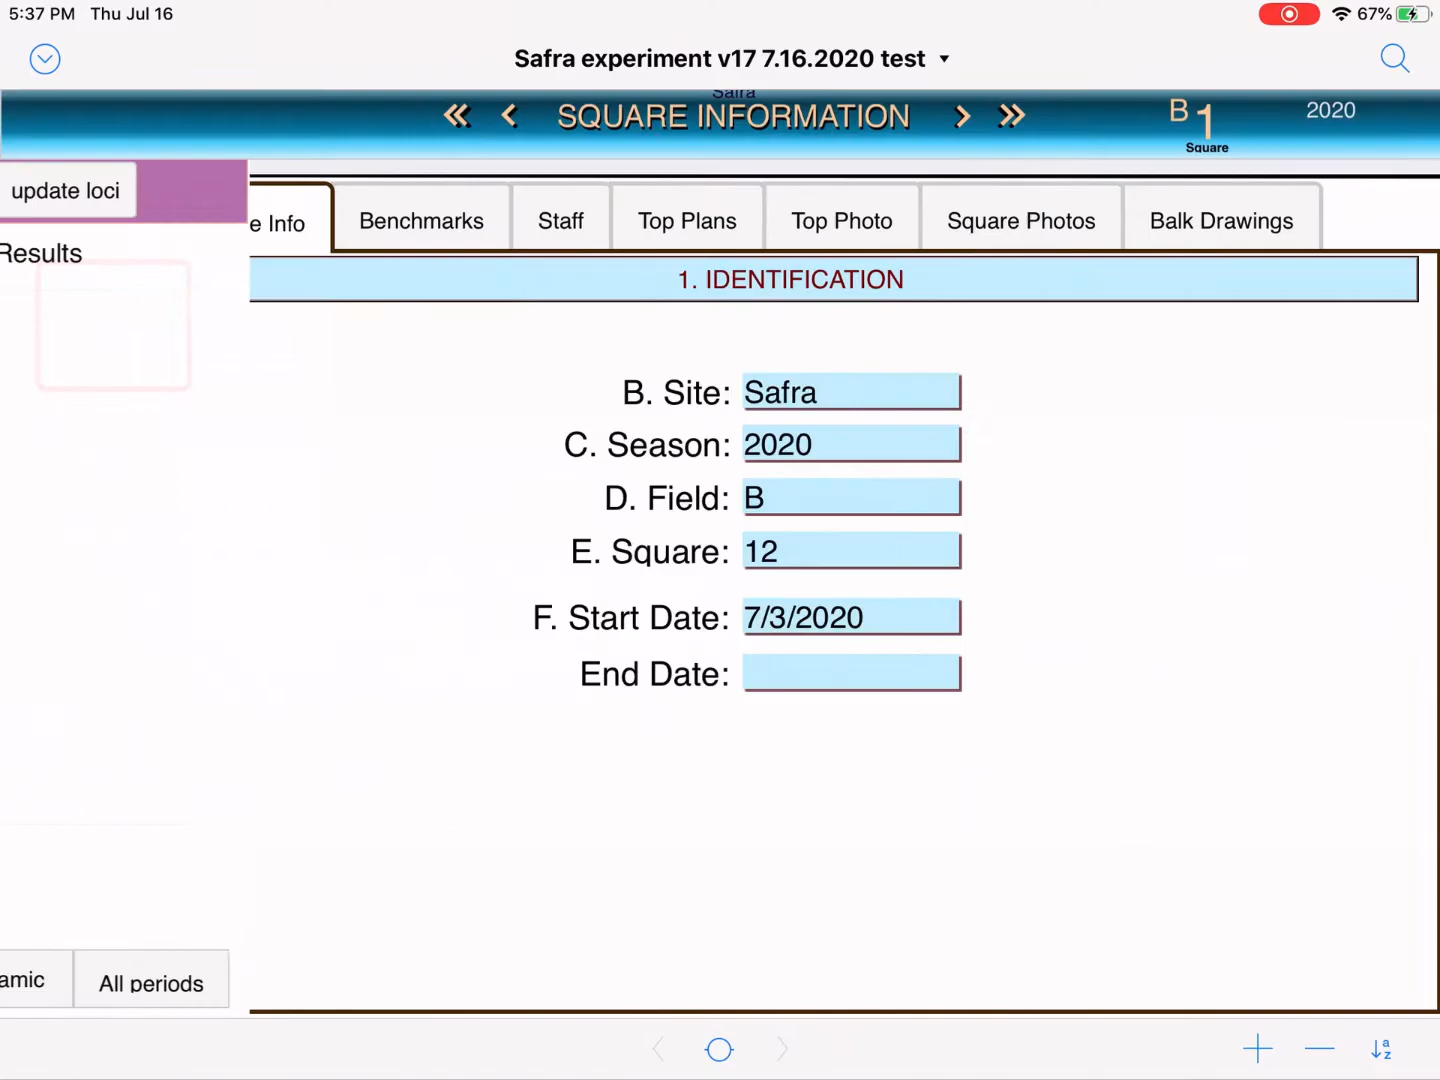 5:37 PM Thu Jul 16
67%
Safra experiment v17 7.16.2020 test
Safra
SQUARE INFORMATION
B 1
2020
Square
update loci
e Info
Benchmarks
Staff
Top Plans
Top Photo
Square Photos
Balk Drawings
Results
1. IDENTIFICATION
B. Site: Safra
C. Season: 2020
D. Field: B
E. Square: 12
F. Start Date: 7/3/2020
End Date:
amic
All periods
a
z